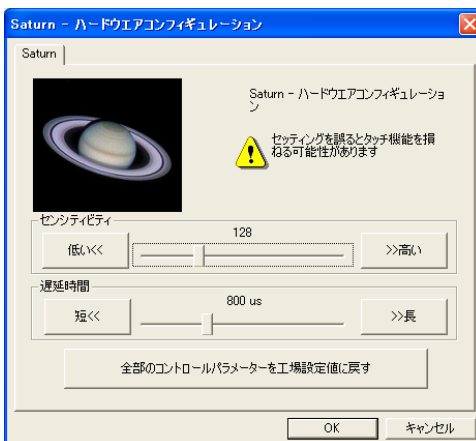 Saturn - ハードウエアコンフィギュレーション
Saturn
Saturn - ハードウエアコンフィギュレーショ
ン
セッティングを誤るとタッチ機能を損
ねる可能性があります
センシティビティ
128
低い<<
>>高い
遅延時間
800 us
短<<
>>長
全部のコントロールパラメーターを工場設定値に戻す
OK
キャンセル